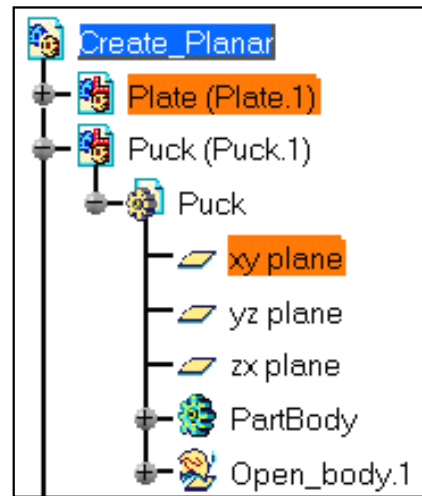 Create_Planar
Plate (Plate.1)
Puck (Puck.1)
Puck
xy plane
yz plane
zx plane
PartBody
Open_body.1